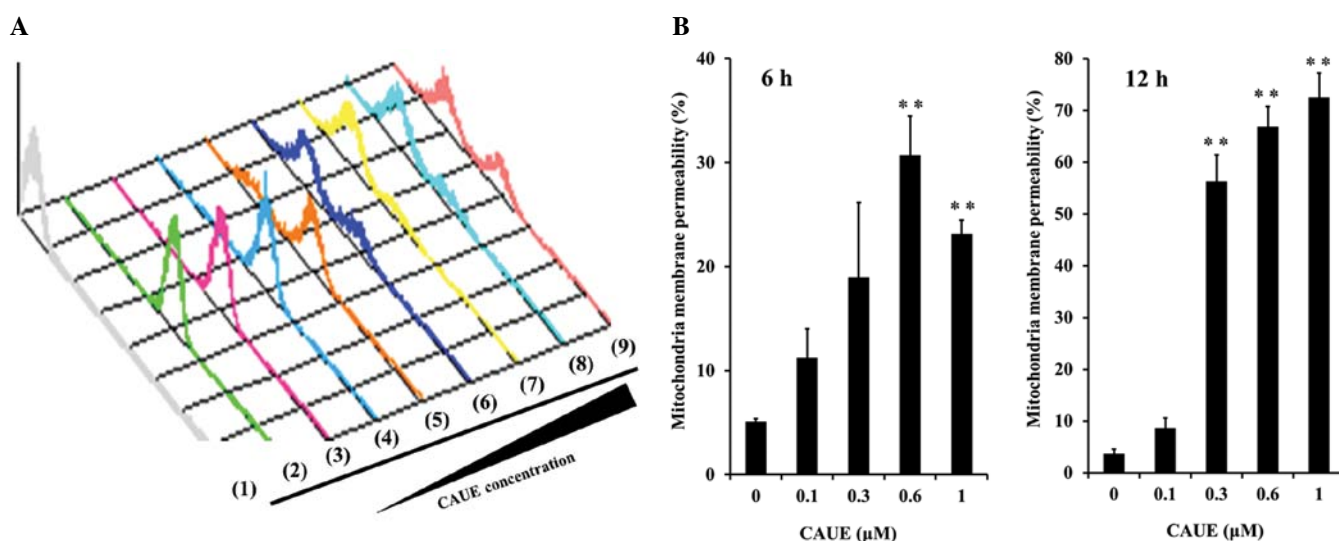 A
(1)
(2)
(3)
(4)
(5)
(6)
(7)
(8)
(9)
CAUE concentration
B
Mitochondria membrane permeability (%)
40
30
20
10
0
6 h
**
**
0 0.1 0.3 0.6 1
CAUE (µM)
Mitochondria membrane permeability (%)
80
70
60
50
40
30
20
10
0
12 h
**
**
**
0 0.1 0.3 0.6 1
CAUE (µM)